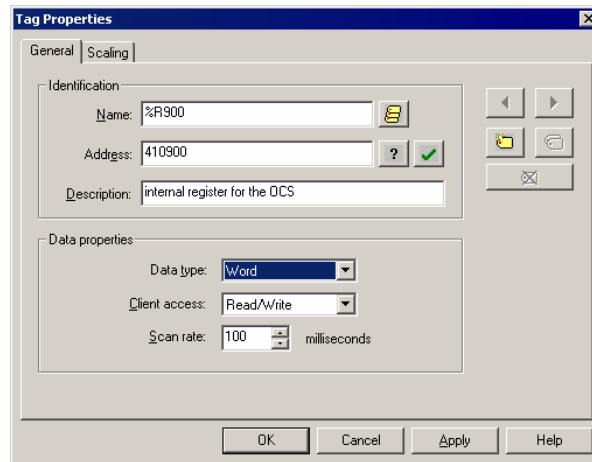 Tag Properties
General Scaling
Identification
Name: %R900
Address: 410900 ?
Description: internal register for the OCS
Data properties
Data type: Word
Client access: Read/Write
Scan rate: 100 milliseconds
OK Cancel Apply Help